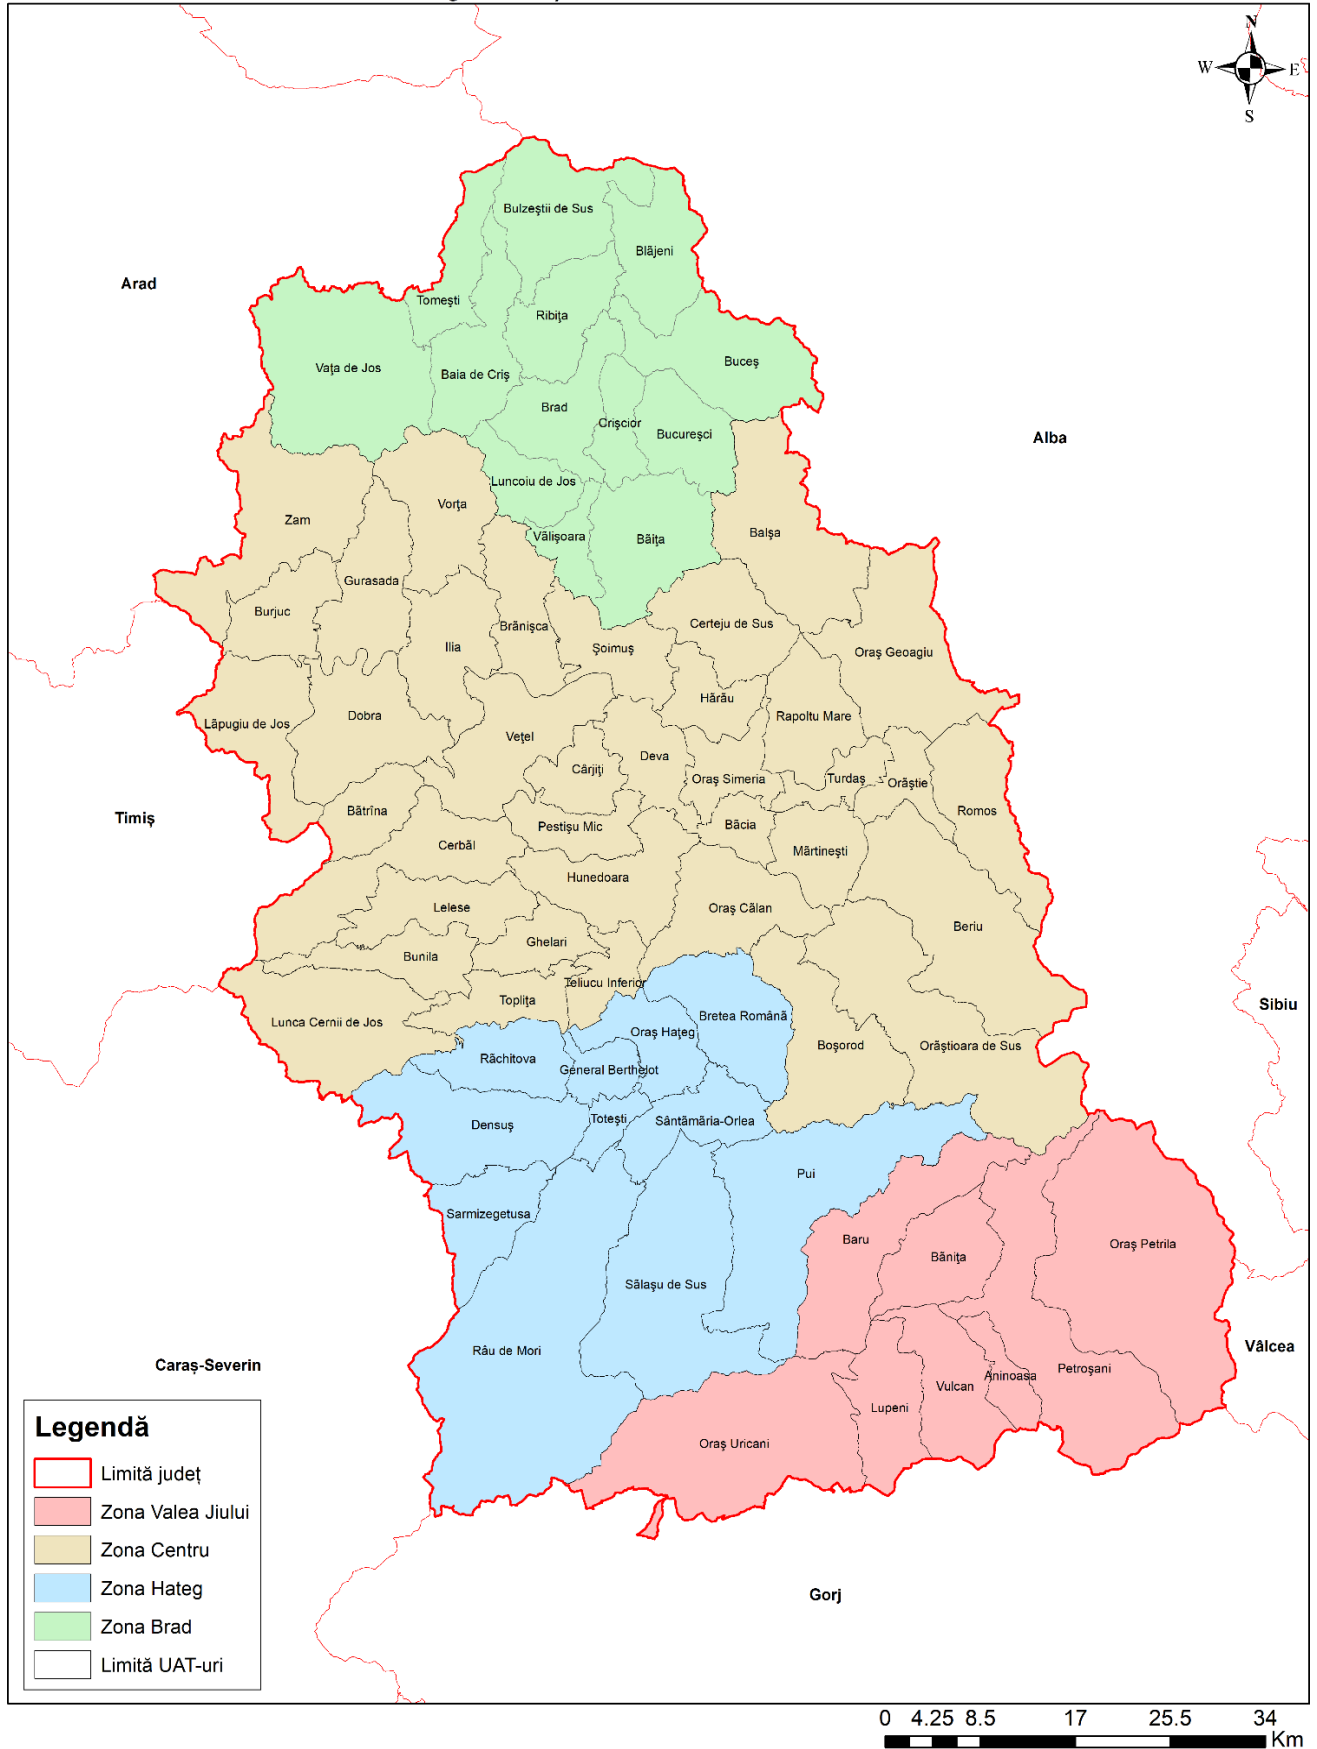 N
W E
S
Bulzeștii de Sus
Blăjeni
Arad
Tomești
Ribița
Vața de Jos
Baia de Criș
Buceș
Brad
Crișcior
București
Alba
Luncoiu de Jos
Vorța
Zam
Vălișoara
Băița
Balșa
Gurasada
Burjuc
Brănișca
Certeju de Sus
Ilia
Șoimuș
Oraș Geoagiu
Hărău
Lăpugiu de Jos
Dobra
Rapoltu Mare
Vețel
Deva
Cârjiți
Oraș Simeria
Turdaș
Orăștie
Bătrîna
Romos
Timiș
Pestișu Mic
Băcia
Cerbăl
Mărtinești
Hunedoara
Lelese
Oraș Călan
Beriu
Ghelari
Bunila
Teliucu Inferior
Toplița
Sibiu
Lunca Cernii de Jos
Bretea Română
Oraș Hațeg
Boșorod
Orăștioara de Sus
Răchitova
General Berthelot
Densuș
Totești
Sântămăria-Orlea
Pui
Sarmizegetusa
Baru
Oraș Petrila
Bănița
Sălașu de Sus
Râu de Mori
Vâlcea
Caraș-Severin
Petroșani
Aninoasa
Vulcan
Lupeni
Oraș Uricani
Gorj
Legendă
Limită județ
Zona Valea Jiului
Zona Centru
Zona Hateg
Zona Brad
Limită UAT-uri
0 4.25 8.5 17 25.5 34
Km